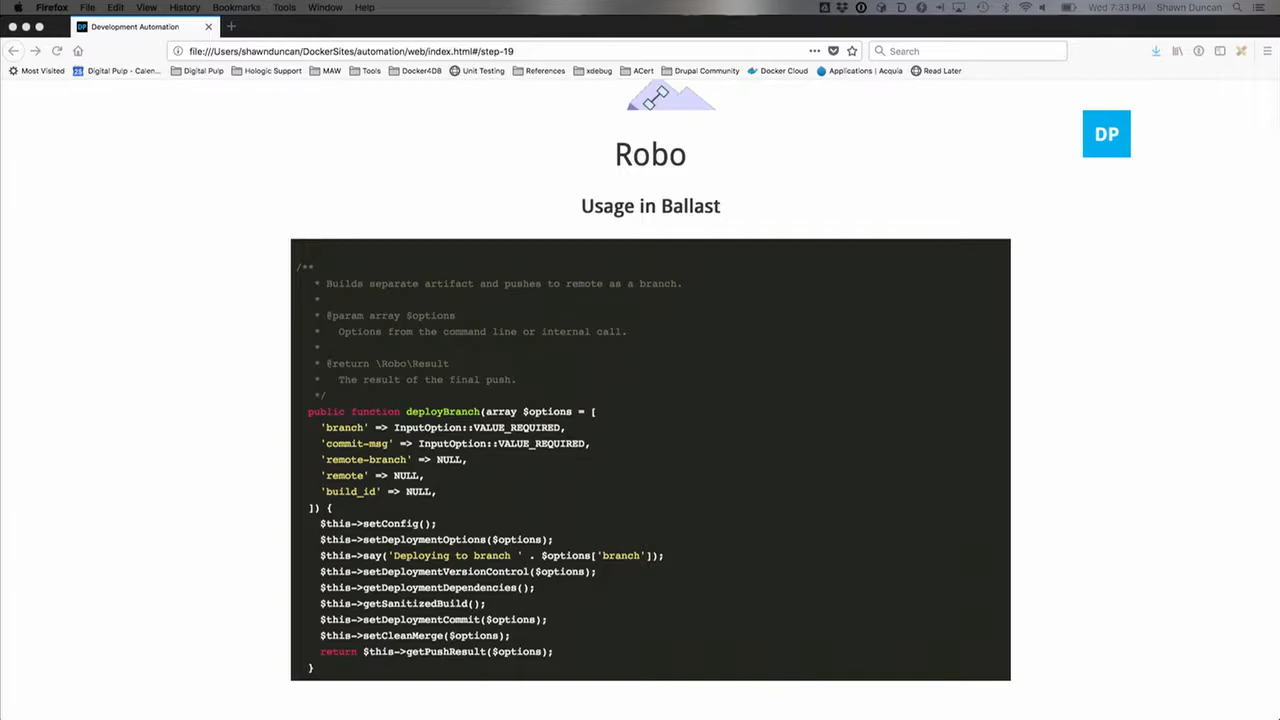 Firefox File Edit View History Bookmarks Tools Window Help Wed 7:33 PM Shawn Duncan
DP Development Automation
file:///Users/shawnduncan/DockerSites/automation/web/index.html#/step-19 Search
Most Visited Digital Pulp - Calen... Digital Pulp Hologic Support MAW Tools Docker4DB Unit Testing References xdebug ACert Drupal Community Docker Cloud Applications | Acquia Read Later
DP
Robo
Usage in Ballast
/**
* Builds separate artifact and pushes to remote as a branch.
*
* @param array $options
*   Options from the command line or internal call.
*
* @return \Robo\Result
*   The result of the final push.
*/
public function deployBranch(array $options = [
'branch' => InputOption::VALUE_REQUIRED,
'commit-msg' => InputOption::VALUE_REQUIRED,
'remote-branch' => NULL,
'remote' => NULL,
'build_id' => NULL,
]) {
$this->setConfig();
$this->setDeploymentOptions($options);
$this->say('Deploying to branch ' . $options['branch']);
$this->setDeploymentVersionControl($options);
$this->getDeploymentDependencies();
$this->getSanitizedBuild();
$this->setDeploymentCommit($options);
$this->setCleanMerge($options);
return $this->getPushResult($options);
}